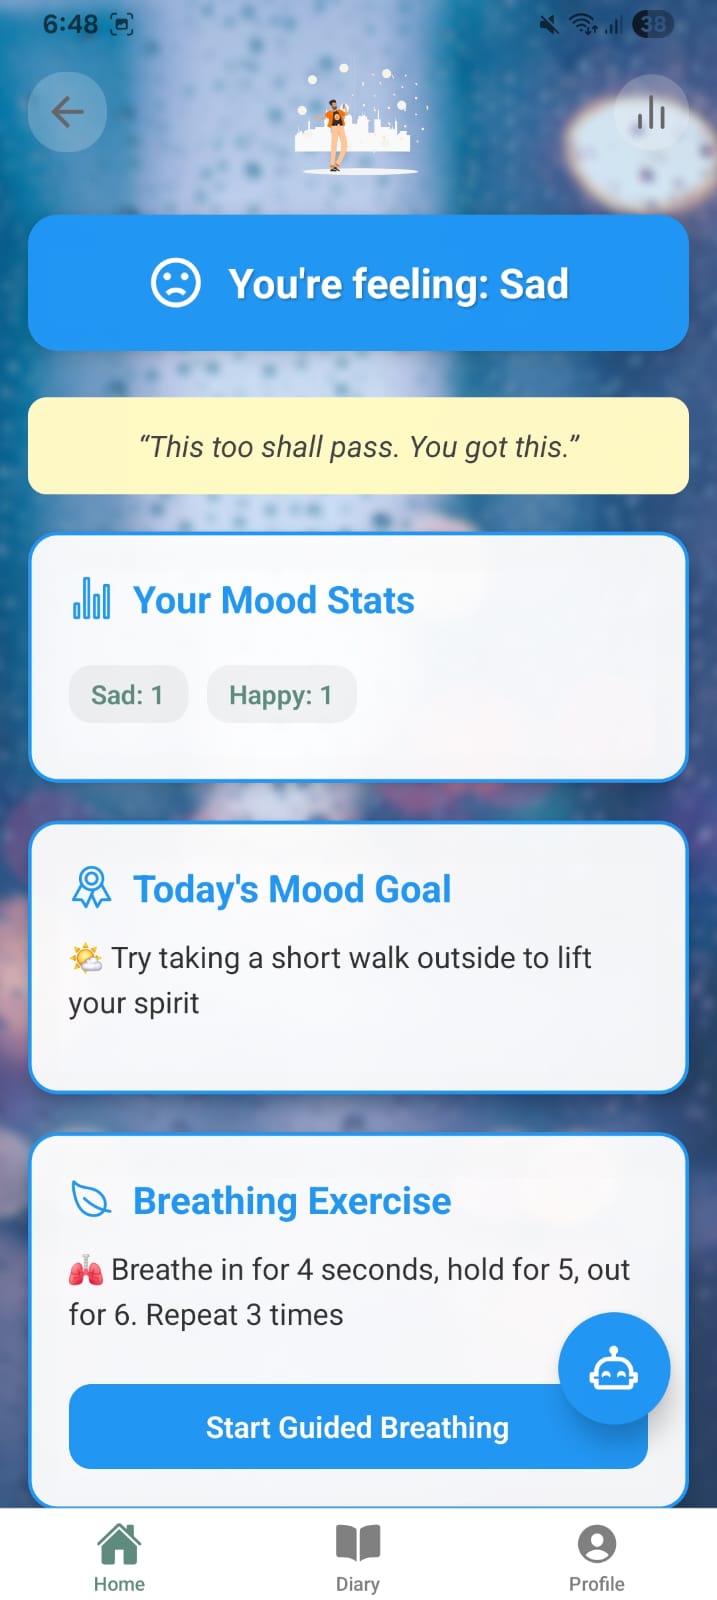 6:48
38
You're feeling: Sad
“This too shall pass. You got this.”
Your Mood Stats
Sad: 1
Happy: 1
Today's Mood Goal
🌤️ Try taking a short walk outside to lift
your spirit
Breathing Exercise
🫁 Breathe in for 4 seconds, hold for 5, out
for 6. Repeat 3 times
Start Guided Breathing
Home
Diary
Profile